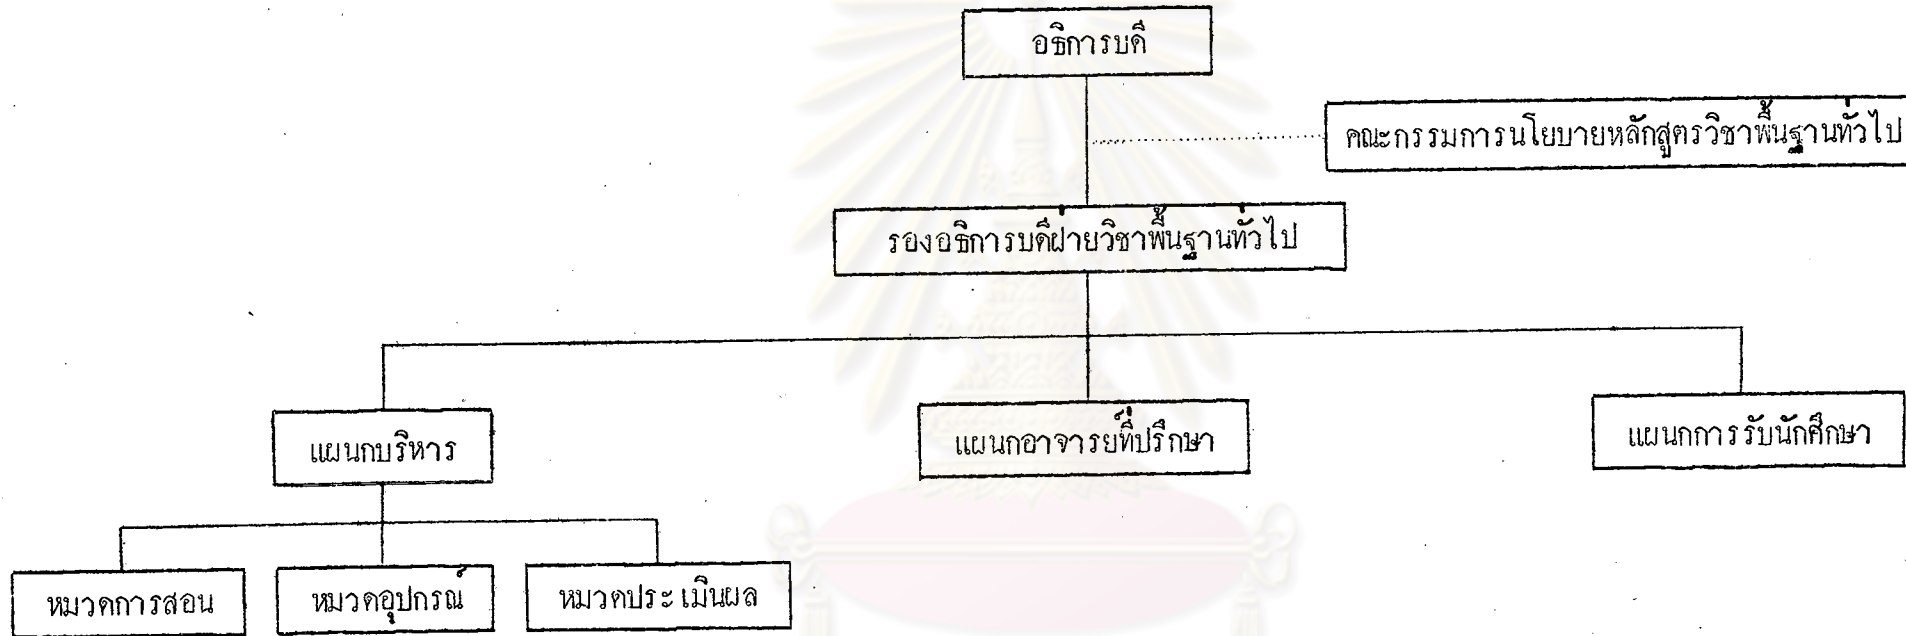 อธิการบดี
คณะกรรมการนโยบายหลักสูตรวิชาพื้นฐานทั่วไป
รองอธิการบดีฝ่ายวิชาพื้นฐานทั่วไป
แผนกบริหาร
แผนกอาจารย์ที่ปรึกษา
แผนกการรับนักศึกษา
หมวดการสอน
หมวดอุปกรณ์
หมวดประเมินผล